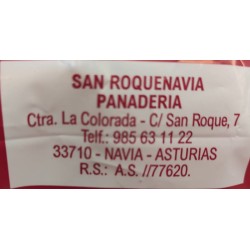 SAN ROQUENAVIA
PANADERIA
Ctra. La Colorada - C/ San Roque, 7
Telf.: 985 63 11 22
33710 - NAVIA - ASTURIAS
R.S.: A.S. //77620.